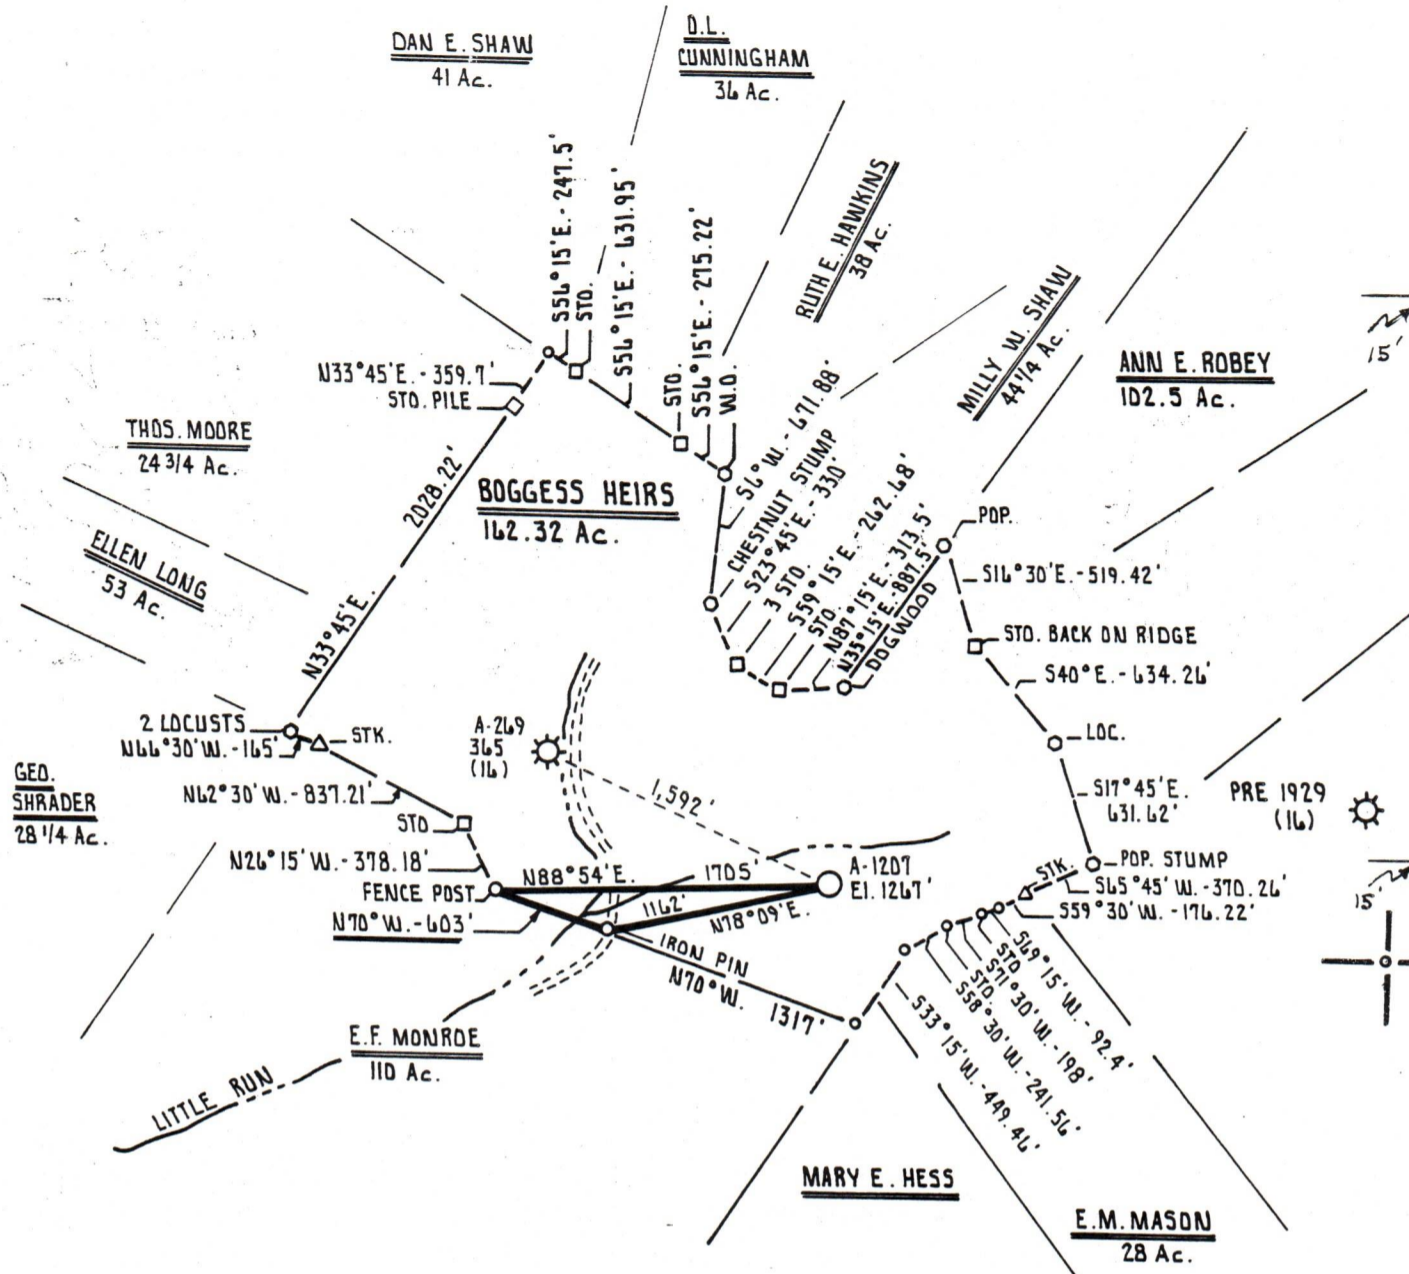 DAN E. SHAW
41 Ac.
D.L.
CUNNINGHAM
36 Ac.
RUTH E. HAWKINS
38 Ac.
MILLY W. SHAW
44 1/4 Ac.
ANN E. ROBEY
102.5 Ac.
15'
S56°15'E. - 247.5'
STO.
S56°15'E. - 631.95'
STO.
S56°15'E. - 275.22'
W.O.
N33°45'E. - 359.7'
STO. PILE
THOS. MOORE
24 3/4 Ac.
2028.22'
N33°45'E.
BOGGESS HEIRS
162.32 Ac.
ELLEN LONG
53 Ac.
S6°W. - 671.88'
CHESTNUT STUMP
S23°45'E. - 330'
3 STO.
S59°15'E. - 262.68'
STO.
N87°15'E. - 313.5'
N35°15'E. - 887.5'
DOGWOOD
POP.
S16°30'E. - 519.42'
STO. BACK ON RIDGE
S40°E. - 634.26'
LOC.
S17°45'E.
631.62'
PRE 1929
(16)
2 LOCUSTS
N66°30'W. - 165'
STK.
A-269
365
(16)
1,592'
GEO.
SHRADER
28 1/4 Ac.
N62°30'W. - 837.21'
STO
N26°15'W. - 378.18'
FENCE POST
N70°W. - 603'
N88°54'E. 1705'
1162' N78°09'E.
A-1207
El. 1267'
IRON PIN
N70°W. 1317'
POP. STUMP
STK.
S65°45'W. - 370.26'
S59°30'W. - 176.22'
15'
S69°15'W. - 92.4'
STO
S71°30'W. - 198'
STO.
S58°30'W. - 241.56'
S33°15'W. - 449.46'
E.F. MONROE
110 Ac.
LITTLE RUN
MARY E. HESS
E.M. MASON
28 Ac.